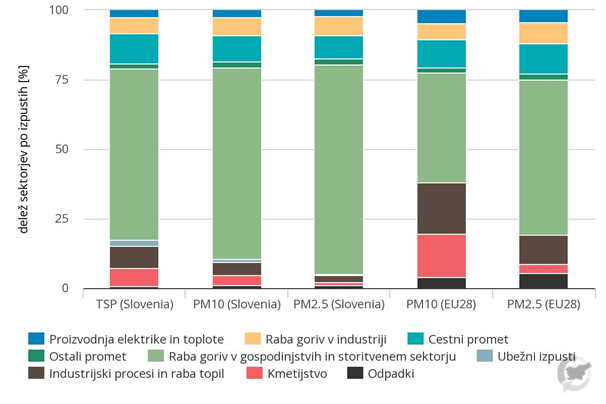 delež sektorjev po izpustih [%]
100
75
50
25
0
TSP (Slovenia) PM10 (Slovenia) PM2.5 (Slovenia) PM10 (EU28) PM2.5 (EU28)
Proizvodnja elektrike in toplote Raba goriv v industriji Cestni promet
Ostali promet Raba goriv v gospodinjstvih in storitvenem sektorju Ubežni izpusti
Industrijski procesi in raba topil Kmetijstvo Odpadki